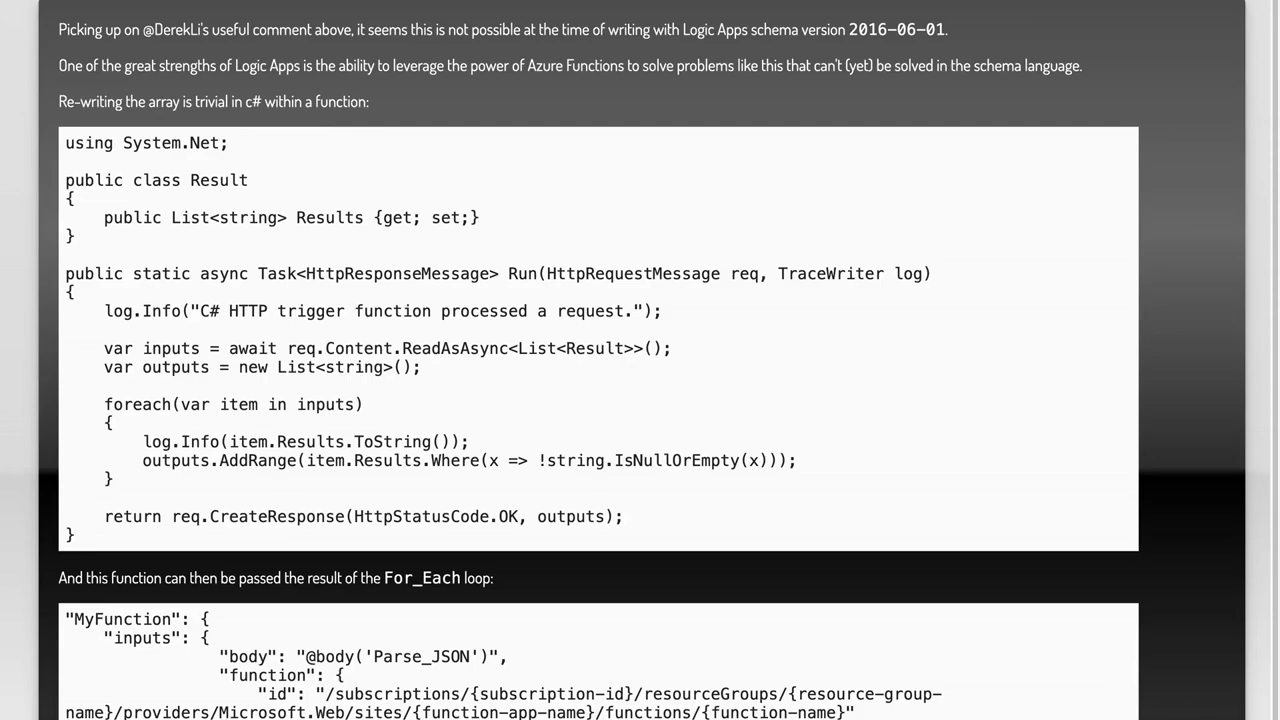 Picking up on @DerekLi's useful comment above, it seems this is not possible at the time of writing with Logic Apps schema version 2016-06-01.
One of the great strengths of Logic Apps is the ability to leverage the power of Azure Functions to solve problems like this that can't (yet) be solved in the schema language.
Re-writing the array is trivial in c# within a function:
using System.Net;
public class Result
{
    public List<string> Results {get; set;}
}
public static async Task<HttpResponseMessage> Run(HttpRequestMessage req, TraceWriter log)
{
    log.Info("C# HTTP trigger function processed a request.");
    var inputs = await req.Content.ReadAsAsync<List<Result>>();
    var outputs = new List<string>();
    foreach(var item in inputs)
    {
        log.Info(item.Results.ToString());
        outputs.AddRange(item.Results.Where(x => !string.IsNullOrEmpty(x)));
    }
    return req.CreateResponse(HttpStatusCode.OK, outputs);
}
And this function can then be passed the result of the For_Each loop:
"MyFunction": {
    "inputs": {
                "body": "@body('Parse_JSON')",
                "function": {
                    "id": "/subscriptions/{subscription-id}/resourceGroups/{resource-group-
name}/providers/Microsoft.Web/sites/{function-app-name}/functions/{function-name}"